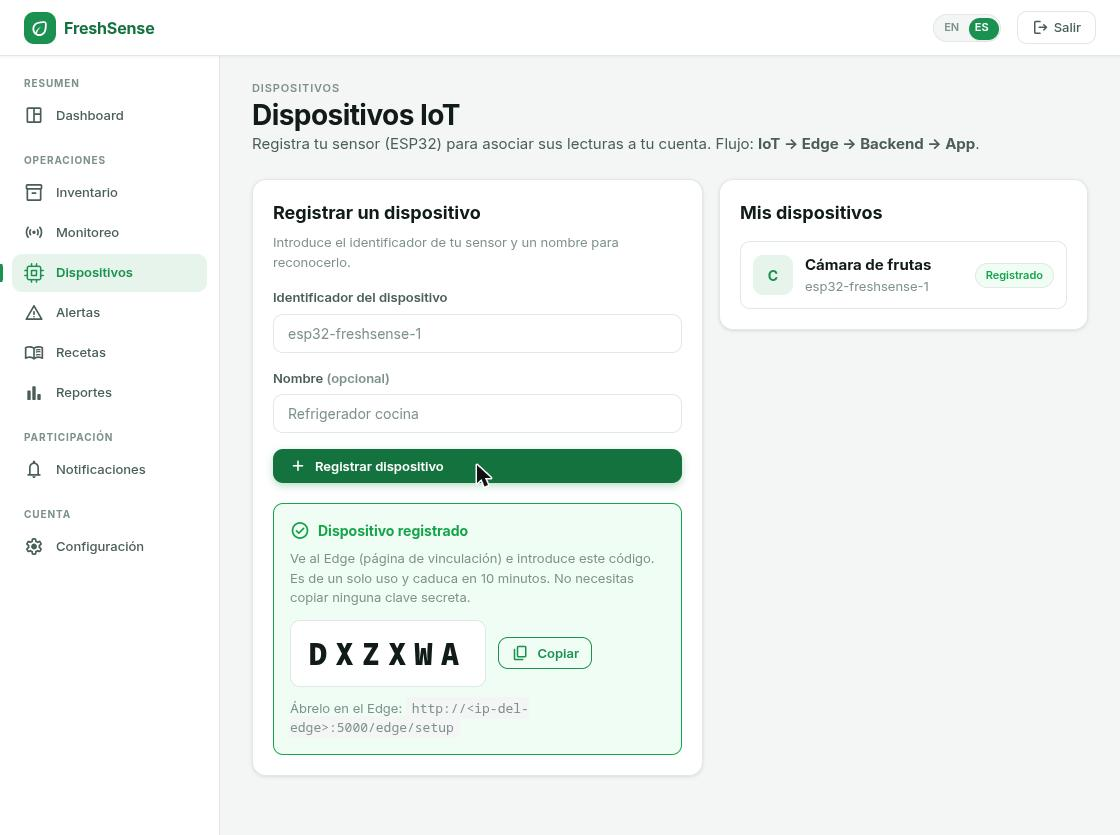 FreshSense
EN
ES
Salir
RESUMEN
Dashboard
OPERACIONES
Inventario
Monitoreo
Dispositivos
Alertas
Recetas
Reportes
PARTICIPACIÓN
Notificaciones
CUENTA
Configuración
DISPOSITIVOS
Dispositivos IoT
Registra tu sensor (ESP32) para asociar sus lecturas a tu cuenta. Flujo: IoT → Edge → Backend → App.
Registrar un dispositivo
Introduce el identificador de tu sensor y un nombre para
reconocerlo.
Identificador del dispositivo
esp32-freshsense-1
Nombre (opcional)
Refrigerador cocina
+ Registrar dispositivo
Dispositivo registrado
Ve al Edge (página de vinculación) e introduce este código.
Es de un solo uso y caduca en 10 minutos. No necesitas
copiar ninguna clave secreta.
DXZXWA
Copiar
Ábrelo en el Edge: http://<ip-del-
edge>:5000/edge/setup
Mis dispositivos
C
Cámara de frutas
esp32-freshsense-1
Registrado